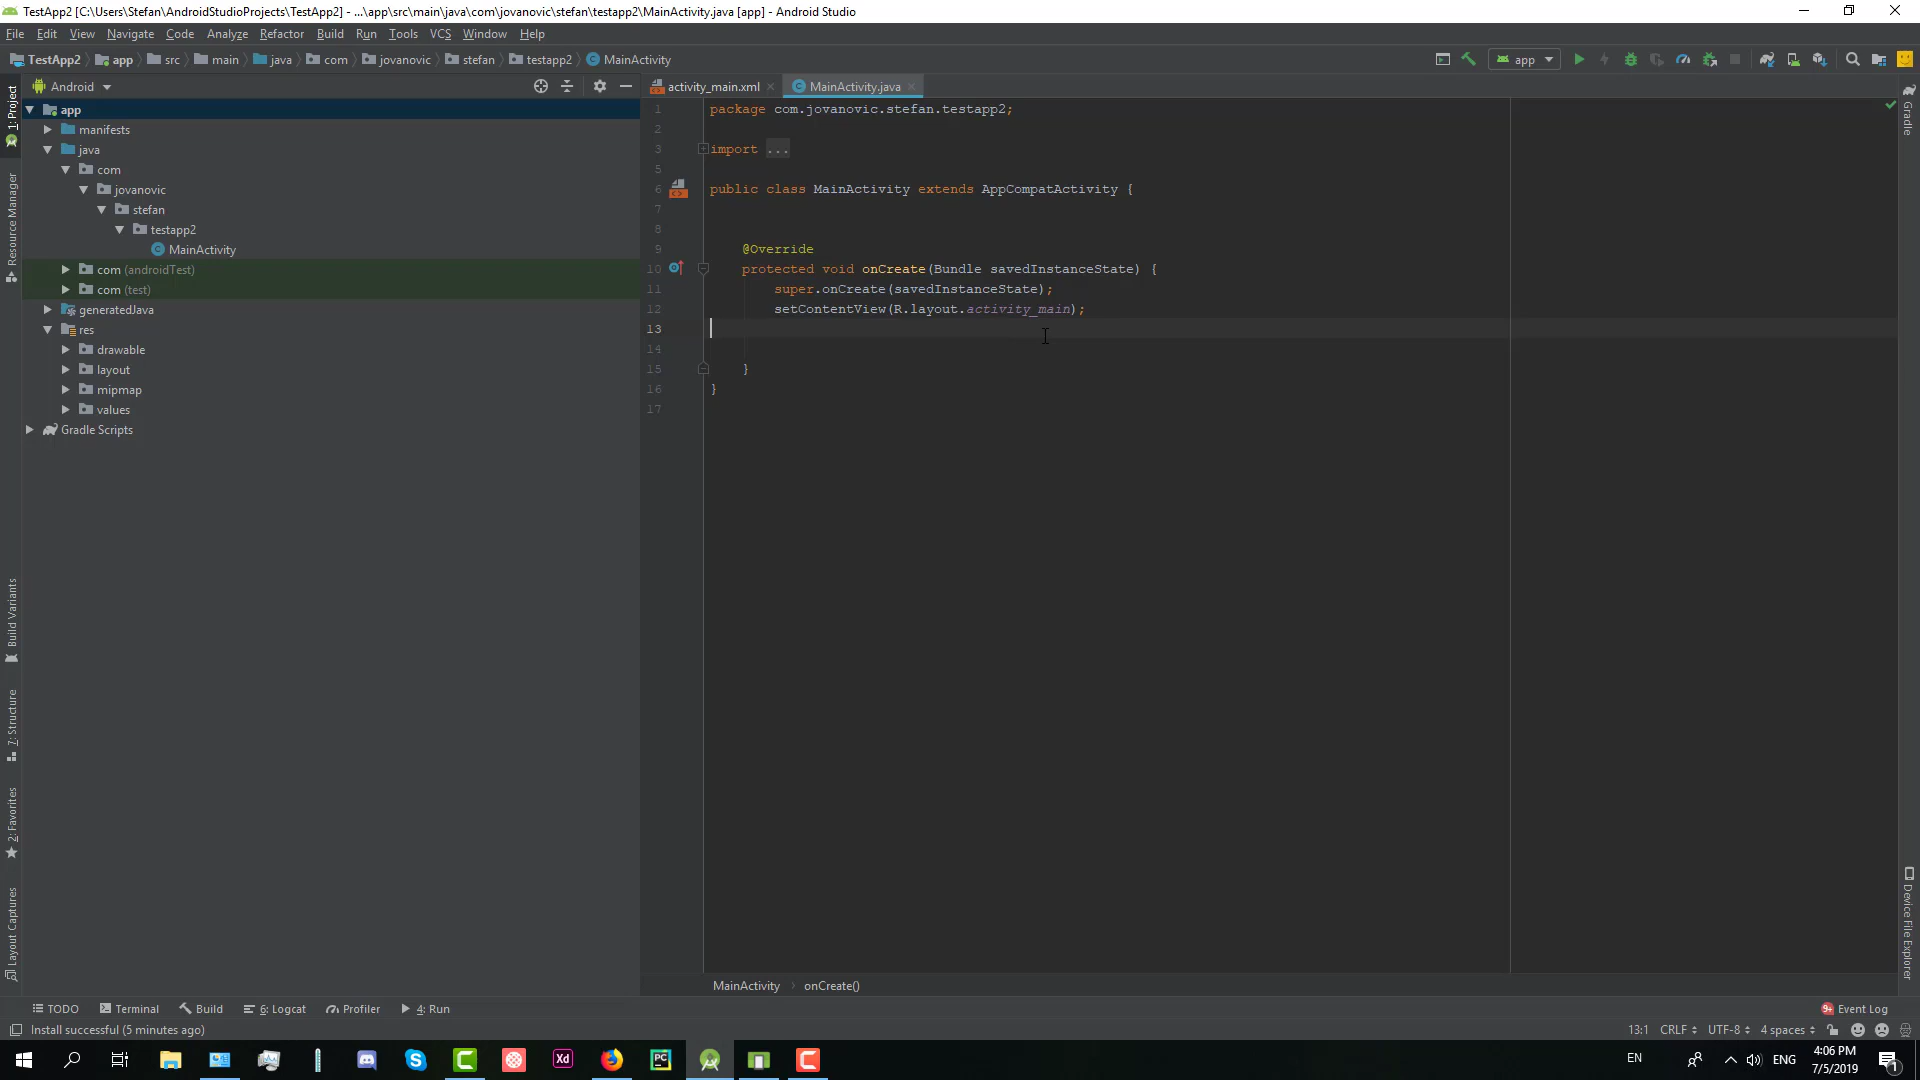 TestApp2 [C:\Users\Stefan\AndroidStudioProjects\TestApp2] - ...\app\src\main\java\com\jovanovic\stefan\testapp2\MainActivity.java [app] - Android Studio
File Edit View Navigate Code Analyze Refactor Build Run Tools VCS Window Help
TestApp2 app src main java com jovanovic stefan testapp2 MainActivity
app
Android
activity_main.xml
MainActivity.java
1: Project
Resource Manager
Build Variants
7: Structure
2: Favorites
Layout Captures
app
manifests
java
com
jovanovic
stefan
testapp2
MainActivity
com (androidTest)
com (test)
generatedJava
res
drawable
layout
mipmap
values
Gradle Scripts
1 package com.jovanovic.stefan.testapp2;
2
3 import ...
5
6 public class MainActivity extends AppCompatActivity {
7
8
9 @Override
10 protected void onCreate(Bundle savedInstanceState) {
11 super.onCreate(savedInstanceState);
12 setContentView(R.layout.activity_main);
13
14
15 }
16 }
17
Gradle
Device File Explorer
MainActivity onCreate()
TODO Terminal Build 6: Logcat Profiler 4: Run
9+ Event Log
Install successful (5 minutes ago)
13:1 CRLF UTF-8 4 spaces
Xd
PC
EN
ENG
4:06 PM
7/5/2019
1